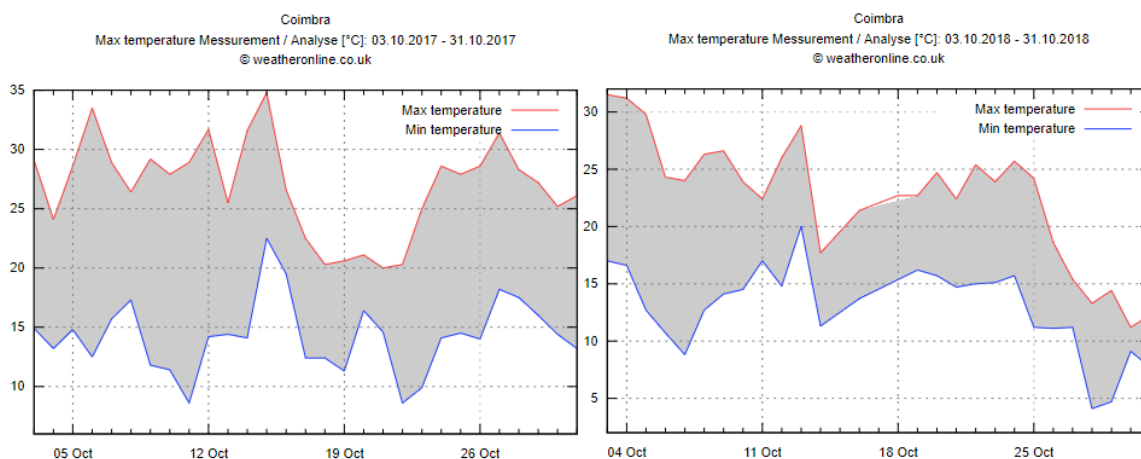 Coimbra
Max temperature Messurement / Analyse [°C]: 03.10.2017 - 31.10.2017
© weatheronline.co.uk
35
30
25
20
15
10
Max temperature
Min temperature
05 Oct
12 Oct
19 Oct
26 Oct
Coimbra
Max temperature Messurement / Analyse [°C]: 03.10.2018 - 31.10.2018
© weatheronline.co.uk
30
25
20
15
10
5
Max temperature
Min temperature
04 Oct
11 Oct
18 Oct
25 Oct